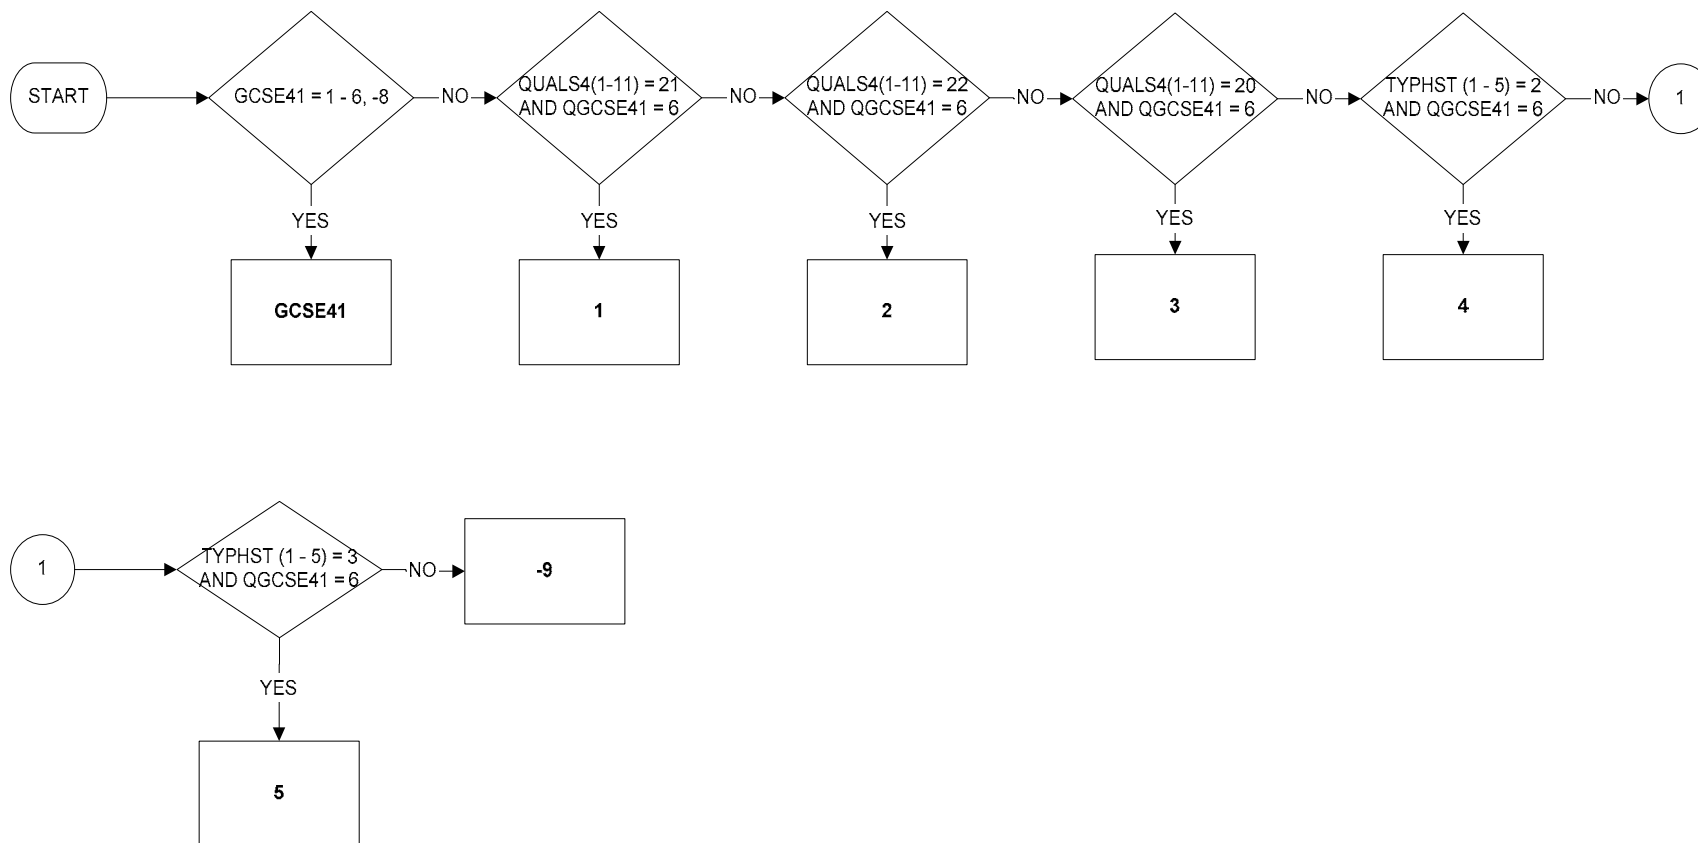 START
GCSE41 = 1 - 6, -8
NO
QUALS4(1-11) = 21
AND QGCSE41 = 6
NO
QUALS4(1-11) = 22
AND QGCSE41 = 6
NO
QUALS4(1-11) = 20
AND QGCSE41 = 6
NO
TYPHST (1 - 5) = 2
AND QGCSE41 = 6
NO
1
YES
YES
YES
YES
YES
GCSE41
1
2
3
4
1
TYPHST (1 - 5) = 3
AND QGCSE41 = 6
NO
-9
YES
5